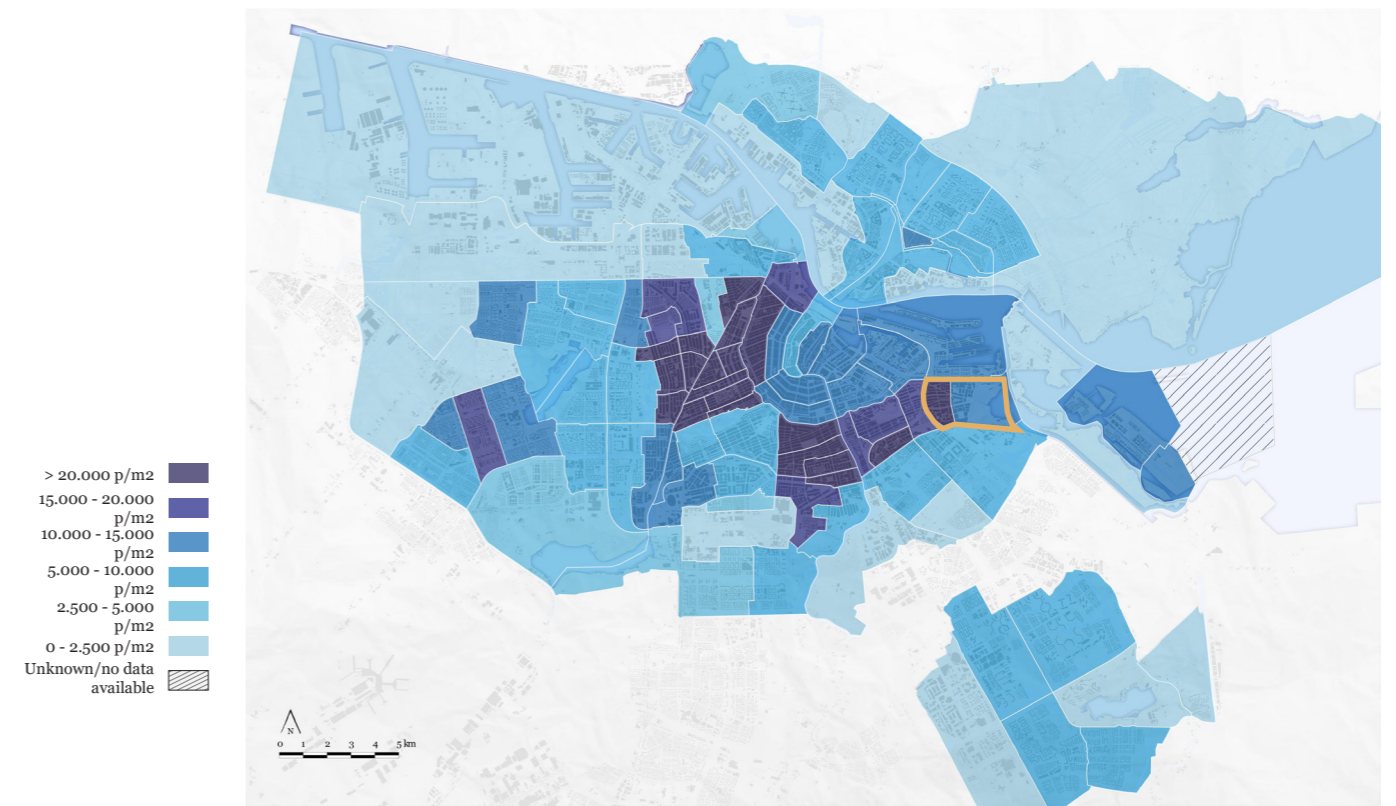 > 20.000 p/m2
15.000 - 20.000
p/m2
10.000 - 15.000
p/m2
5.000 - 10.000
p/m2
2.500 - 5.000
p/m2
0 - 2.500 p/m2
Unknown/no data
available
N
0 1 2 3 4 5 km